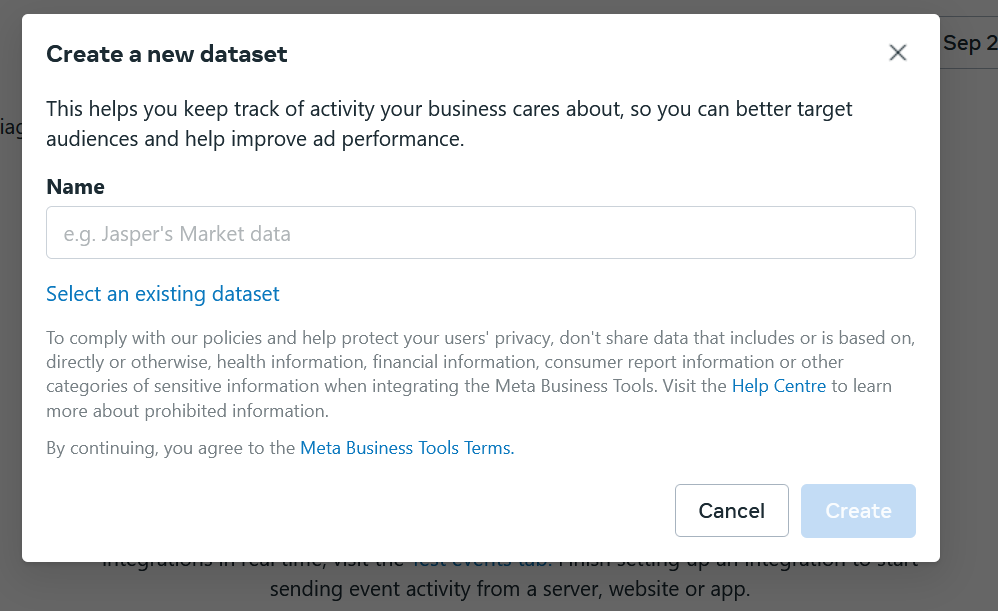 Create a new dataset
Sep 2
This helps you keep track of activity your business cares about, so you can better target
audiences and help improve ad performance.
Name
e.g. Jasper's Market data
Select an existing dataset
To comply with our policies and help protect your users' privacy, don't share data that includes or is based on,
directly or otherwise, health information, financial information, consumer report information or other
categories of sensitive information when integrating the Meta Business Tools. Visit the Help Centre to learn
more about prohibited information.
By continuing, you agree to the Meta Business Tools Terms.
Cancel
Create
integrations in real time, visit the Test events tab. Finish setting up an integration to start
sending event activity from a server, website or app.